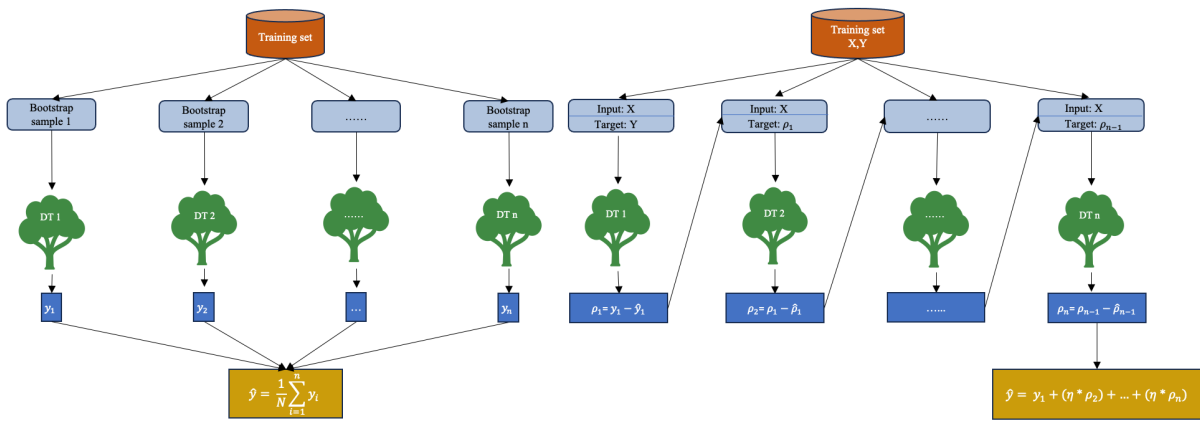 Training set
Bootstrap
sample 1
Bootstrap
sample 2
......
Bootstrap
sample n
DT 1
DT 2
......
DT n
y₁
y₂
...
yₙ
ŷ = 1/N ∑ᵢ₌₁ⁿ yᵢ
Training set
X,Y
Input: X
Target: Y
Input: X
Target: ρ₁
......
Input: X
Target: ρₙ₋₁
DT 1
DT 2
......
DT n
ρ₁= y₁ − ŷ₁
ρ₂= ρ₁ − ρ̂₁
......
ρₙ= ρₙ₋₁ − ρ̂ₙ₋₁
ŷ = y₁ + (η * ρ₂) + ... + (η * ρₙ)